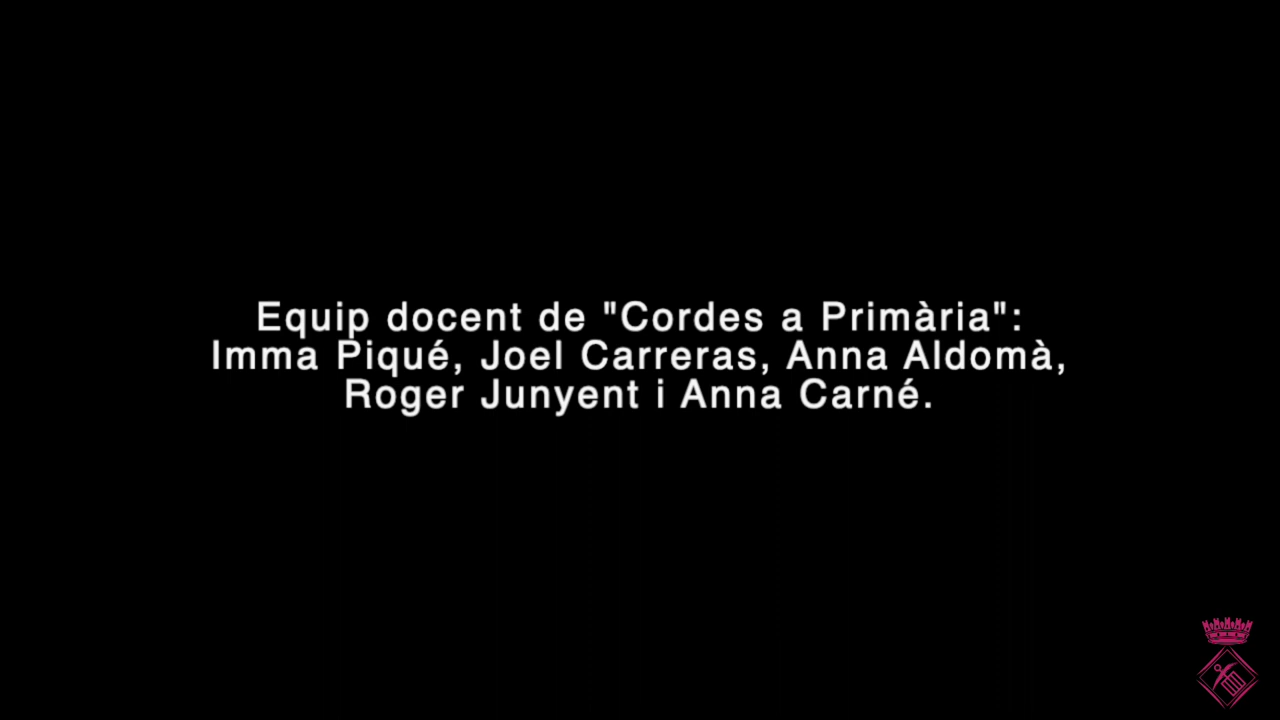 Equip docent de "Cordes a Primària":
Imma Piqué, Joel Carreras, Anna Aldomà,
Roger Junyent i Anna Carné.